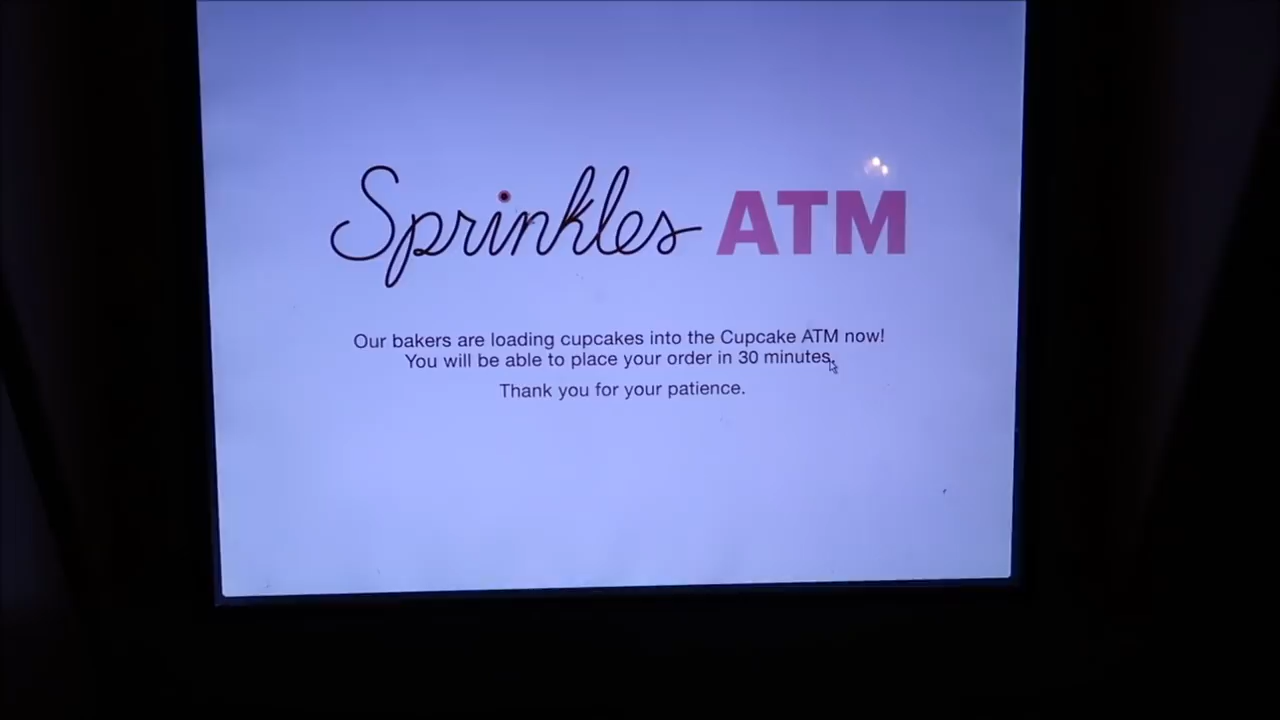 Sprinkles ATM
Our bakers are loading cupcakes into the Cupcake ATM now!
You will be able to place your order in 30 minutes.
Thank you for your patience.